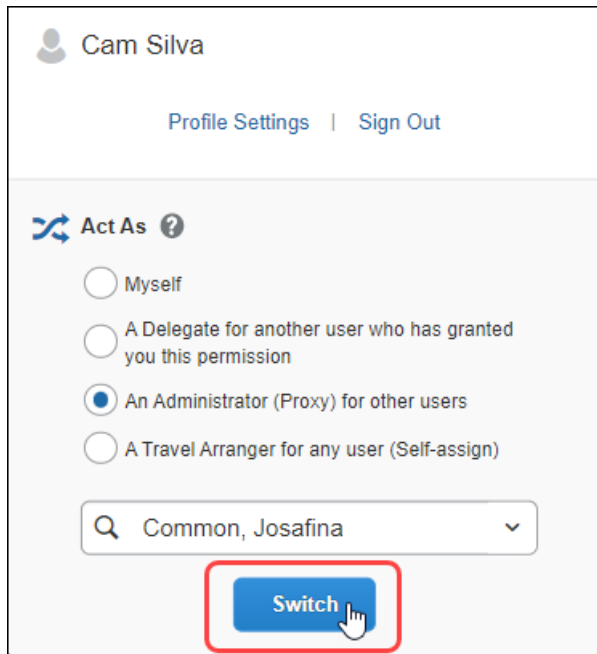 Cam Silva
Profile Settings | Sign Out
Act As ?
Myself
A Delegate for another user who has granted
you this permission
An Administrator (Proxy) for other users
A Travel Arranger for any user (Self-assign)
Common, Josafina
Switch